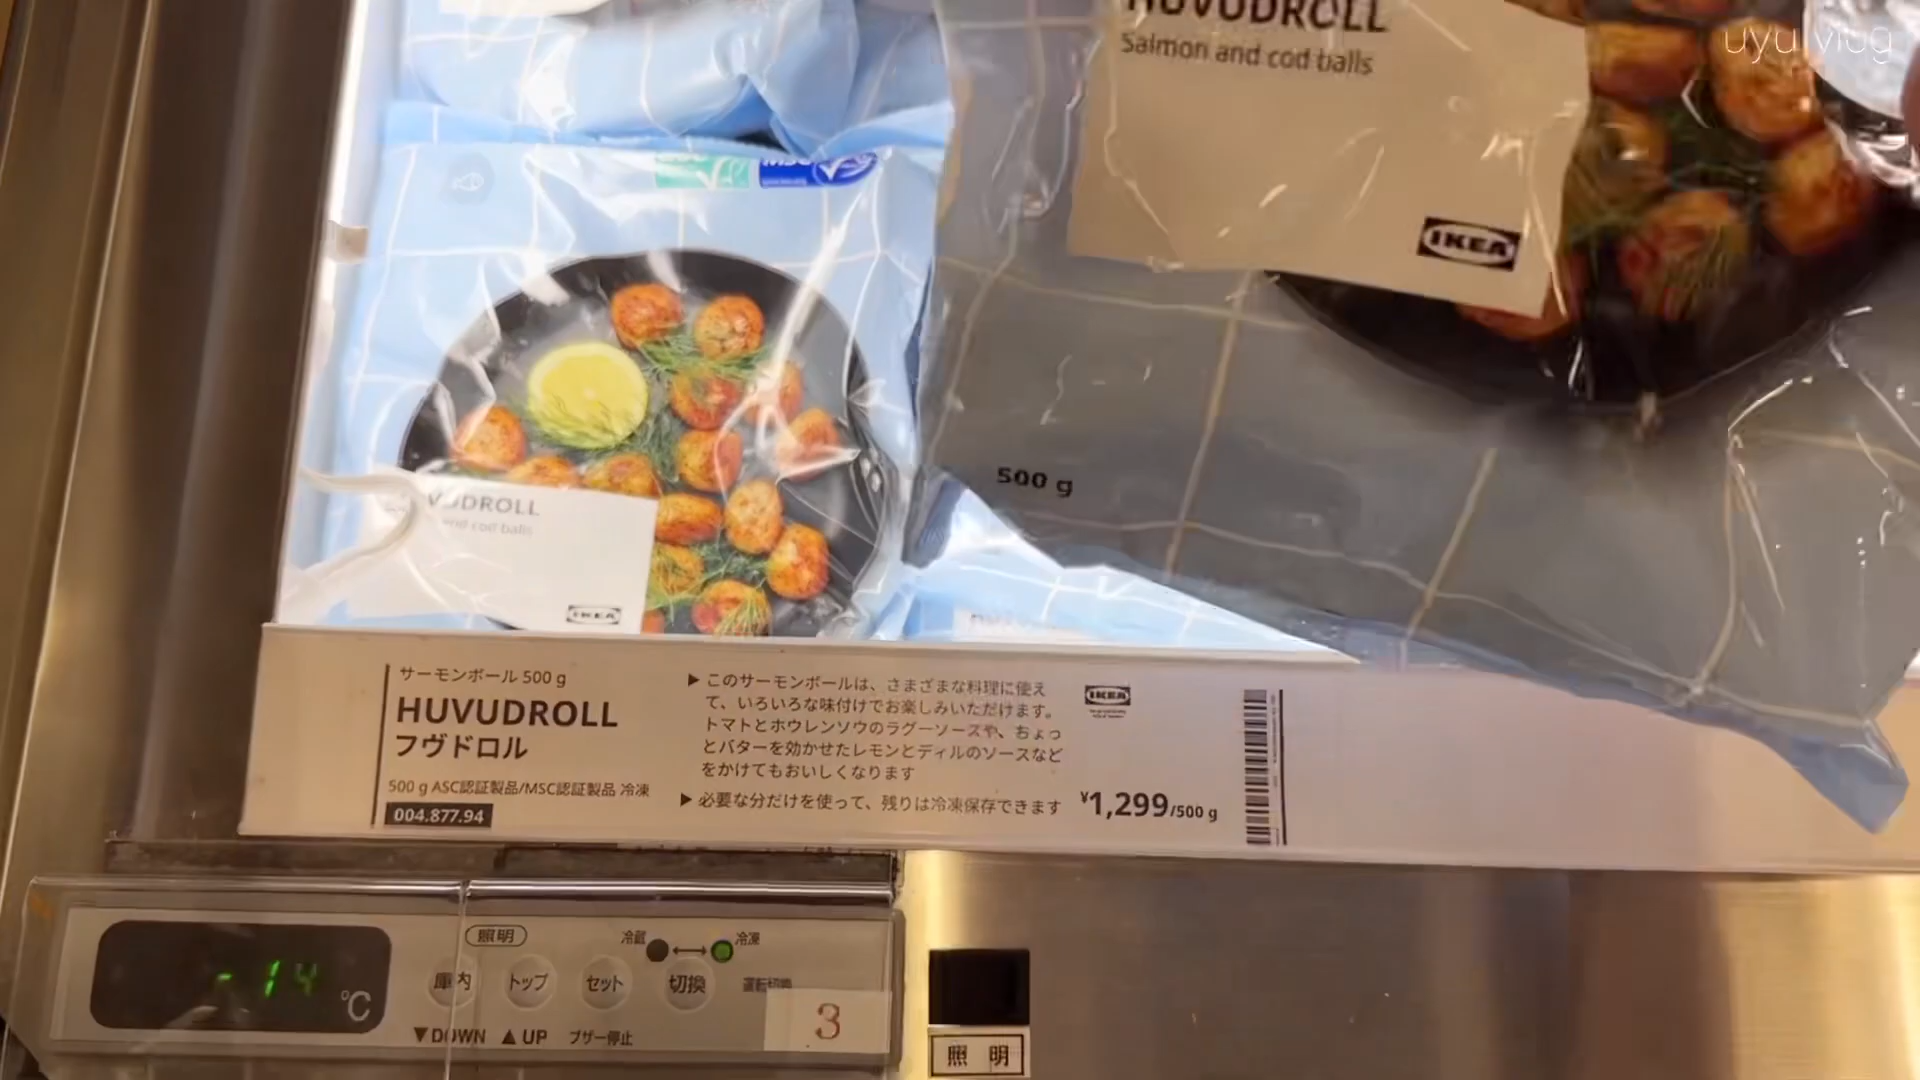 HUVUDROLL
Salmon and cod balls
IKEA
500 g
VUDROLL
and cod balls
IKEA
サーモンボール 500 g
HUVUDROLL
フヴドロル
500 g ASC認証製品/MSC認証製品 冷凍
004.877.94
▶ このサーモンボールは、さまざまな料理に使え
て、いろいろな味付けでお楽しみいただけます。
トマトとホウレンソウのラグーソースや、ちょっ
とバターを効かせたレモンとディルのソースなど
をかけてもおいしくなります
▶ 必要な分だけを使って、残りは冷凍保存できます
IKEA
¥1,299/500 g
-14 ℃
照明
庫内
トップ
セット
冷蔵 ↔ 冷凍
切換
運転切換
▼DOWN ▲UP ブザー停止
3
照明